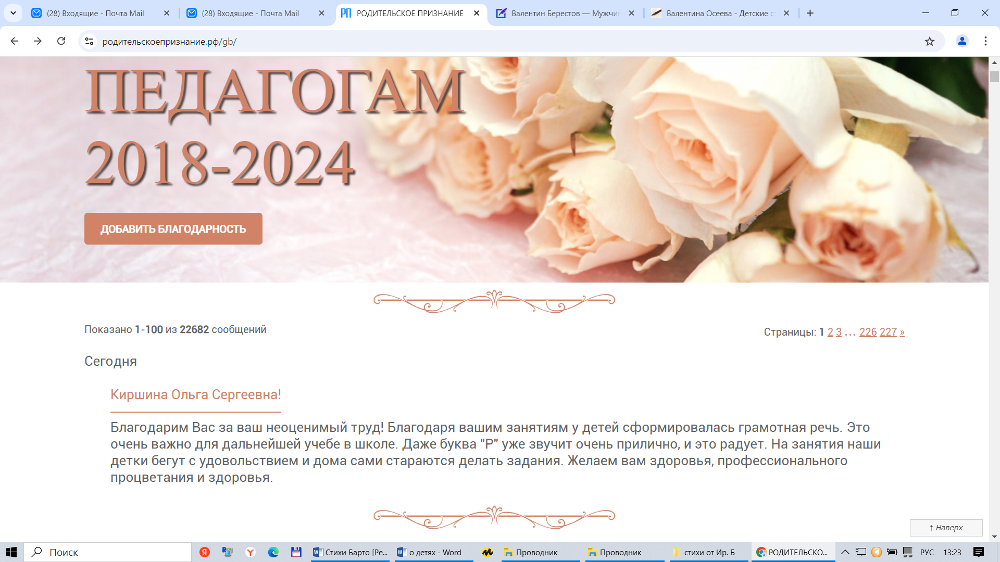 (28) Входящие - Почта Mail
(28) Входящие - Почта Mail
РП РОДИТЕЛЬСКОЕ ПРИЗНАНИЕ
Валентин Берестов — Мужчин
Валентина Осеева - Детские с
родительскоепризнание.рф/gb/
ПЕДАГОГАМ
2018-2024
ДОБАВИТЬ БЛАГОДАРНОСТЬ
Показано 1-100 из 22682 сообщений
Страницы: 1 2 3 ... 226 227 »
Сегодня
Киршина Ольга Сергеевна!
Благодарим Вас за ваш неоценимый труд! Благодаря вашим занятиям у детей сформировалась грамотная речь. Это
очень важно для дальнейшей учебе в школе. Даже буква "Р" уже звучит очень прилично, и это радует. На занятия наши
детки бегут с удовольствием и дома сами стараются делать задания. Желаем вам здоровья, профессионального
процветания и здоровья.
↑ Наверх
Поиск
Стихи Барто [Ре...
о детях - Word
Проводник
Проводник
стихи от Ир. Б
РОДИТЕЛЬСКО...
РУС
13:23